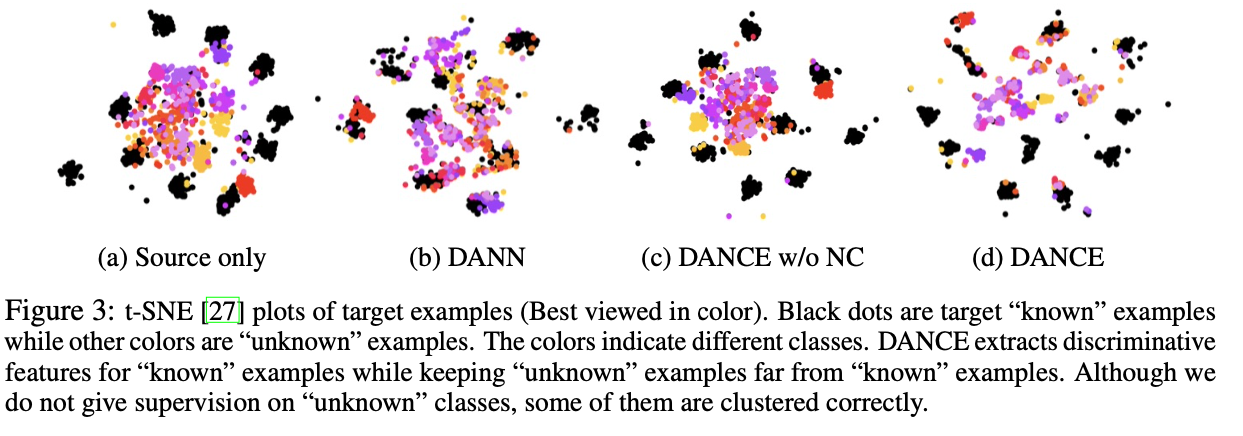 (a) Source only
(b) DANN
(c) DANCE w/o NC
(d) DANCE
Figure 3: t-SNE [27] plots of target examples (Best viewed in color). Black dots are target “known” examples
while other colors are “unknown” examples. The colors indicate different classes. DANCE extracts discriminative
features for “known” examples while keeping “unknown” examples far from “known” examples. Although we
do not give supervision on “unknown” classes, some of them are clustered correctly.